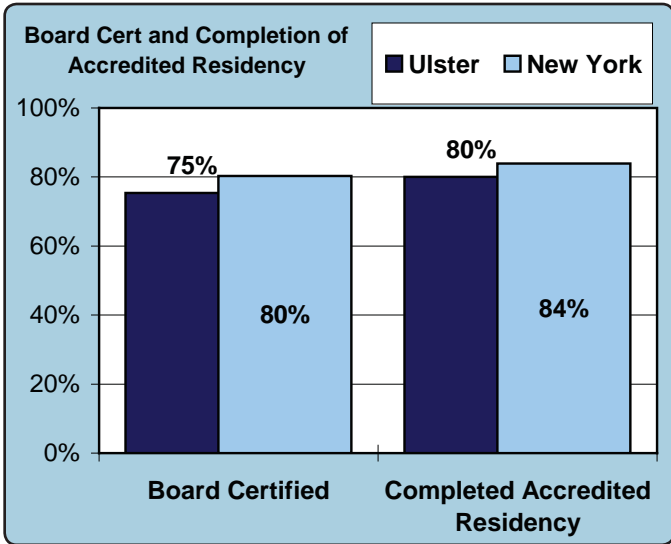 Board Cert and Completion of
Accredited Residency
Ulster New York
100%
80%
60%
40%
20%
0%
75%
80%
80%
84%
Board Certified
Completed Accredited
Residency